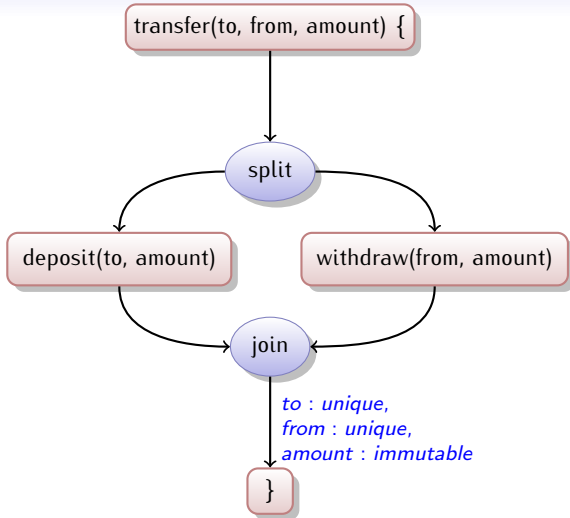 transfer(to, from, amount) {
split
deposit(to, amount)
withdraw(from, amount)
join
to : unique,
from : unique,
amount : immutable
}